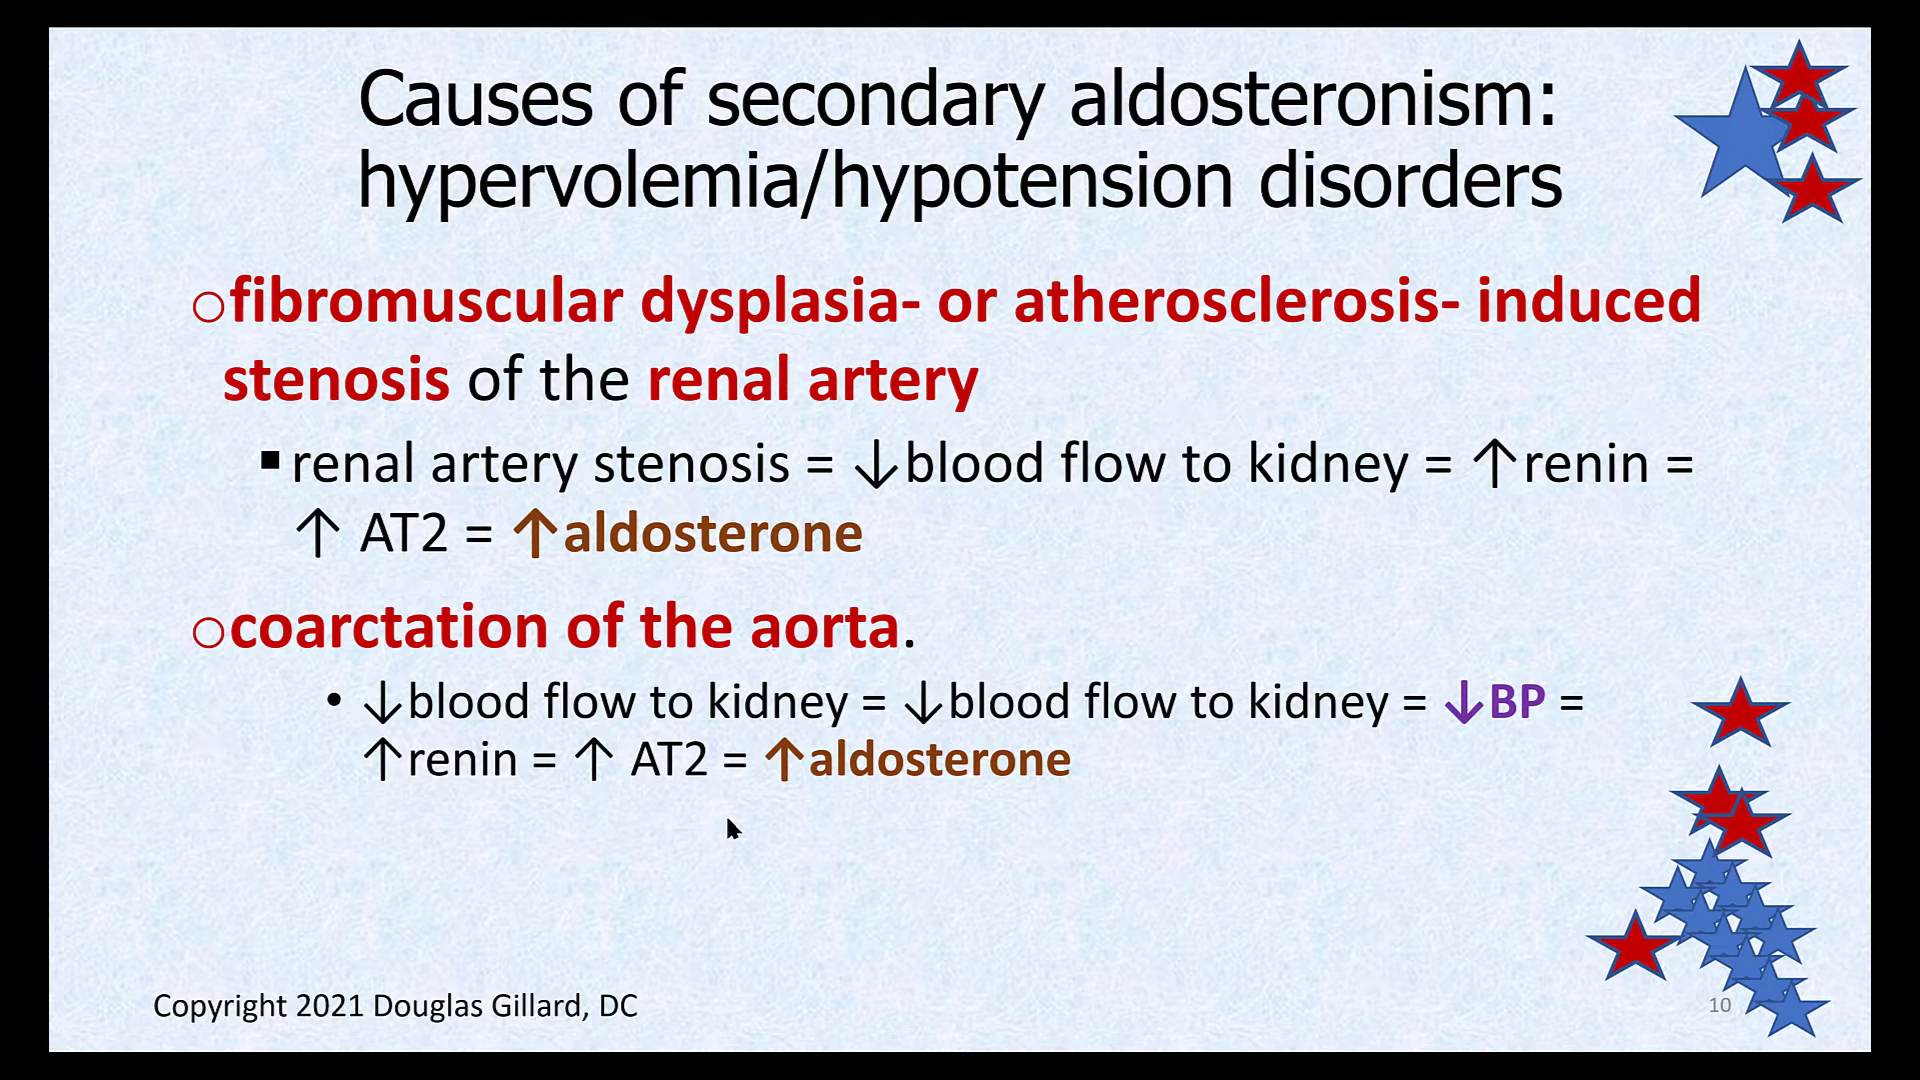 Causes of secondary aldosteronism:
hypervolemia/hypotension disorders
○fibromuscular dysplasia- or atherosclerosis- induced
stenosis of the renal artery
▪renal artery stenosis = ↓blood flow to kidney = ↑renin =
↑ AT2 = ↑aldosterone
○coarctation of the aorta.
• ↓blood flow to kidney = ↓blood flow to kidney = ↓BP =
↑renin = ↑ AT2 = ↑aldosterone
Copyright 2021 Douglas Gillard, DC
10